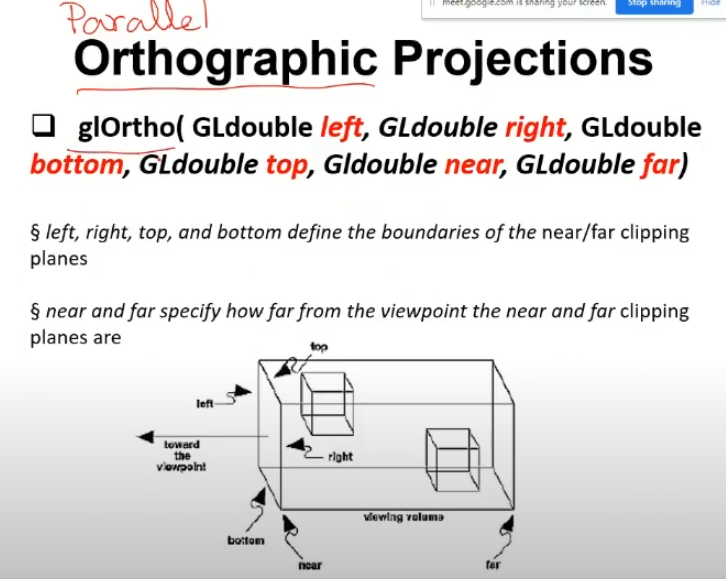 meet.google.com is sharing your screen. Stop sharing Hide
Parallel
Orthographic Projections
❑ glOrtho( GLdouble left, GLdouble right, GLdouble
bottom, GLdouble top, Gldouble near, GLdouble far)
§ left, right, top, and bottom define the boundaries of the near/far clipping
planes
§ near and far specify how far from the viewpoint the near and far clipping
planes are
top
left
toward
the
viewpoint
right
viewing volume
bottom
near
far